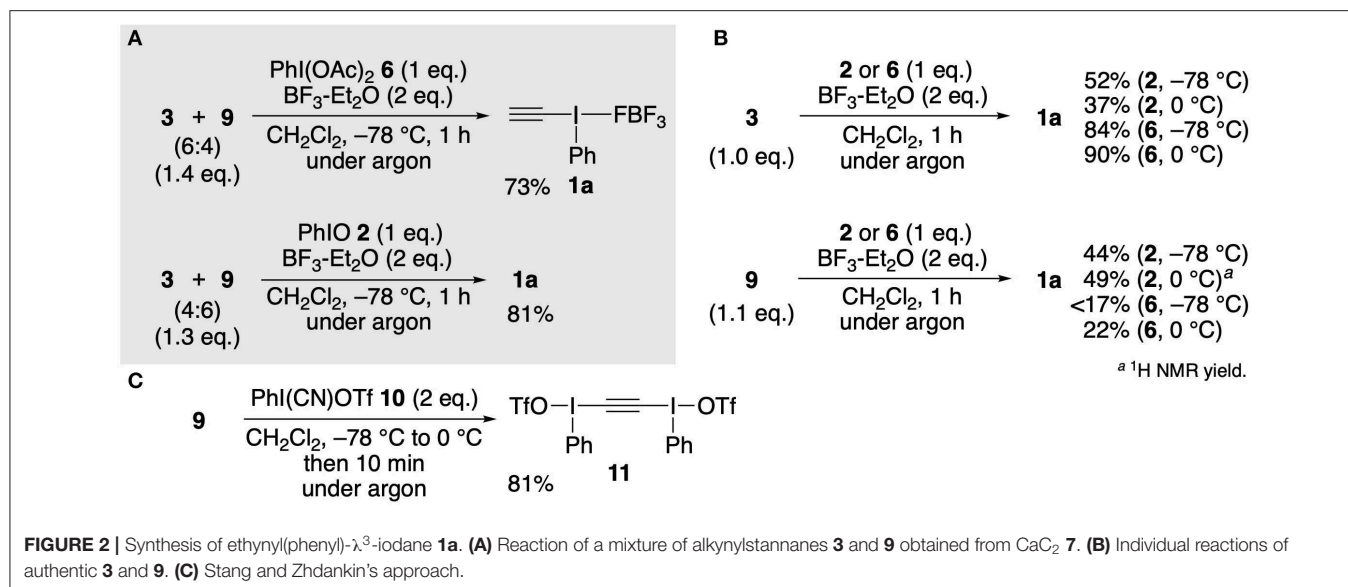 A
PhI(OAc)₂ 6 (1 eq.)
BF₃-Et₂O (2 eq.)
3 + 9
(6:4)
(1.4 eq.)
CH₂Cl₂, –78 °C, 1 h
under argon
I
FBF₃
Ph
73% 1a
PhIO 2 (1 eq.)
BF₃-Et₂O (2 eq.)
3 + 9
(4:6)
(1.3 eq.)
CH₂Cl₂, –78 °C, 1 h
under argon
1a
81%
B
2 or 6 (1 eq.)
BF₃-Et₂O (2 eq.)
3
(1.0 eq.)
CH₂Cl₂, 1 h
under argon
1a
52% (2, –78 °C)
37% (2, 0 °C)
84% (6, –78 °C)
90% (6, 0 °C)
2 or 6 (1 eq.)
BF₃-Et₂O (2 eq.)
9
(1.1 eq.)
CH₂Cl₂, 1 h
under argon
1a
44% (2, –78 °C)
49% (2, 0 °C)ᵃ
<17% (6, –78 °C)
22% (6, 0 °C)
ᵃ ¹H NMR yield.
C
PhI(CN)OTf 10 (2 eq.)
9
CH₂Cl₂, –78 °C to 0 °C
then 10 min
under argon
TfO I I OTf
Ph Ph
11
81%
FIGURE 2 | Synthesis of ethynyl(phenyl)-λ³-iodane 1a. (A) Reaction of a mixture of alkynylstannanes 3 and 9 obtained from CaC₂ 7. (B) Individual reactions of
authentic 3 and 9. (C) Stang and Zhdankin's approach.